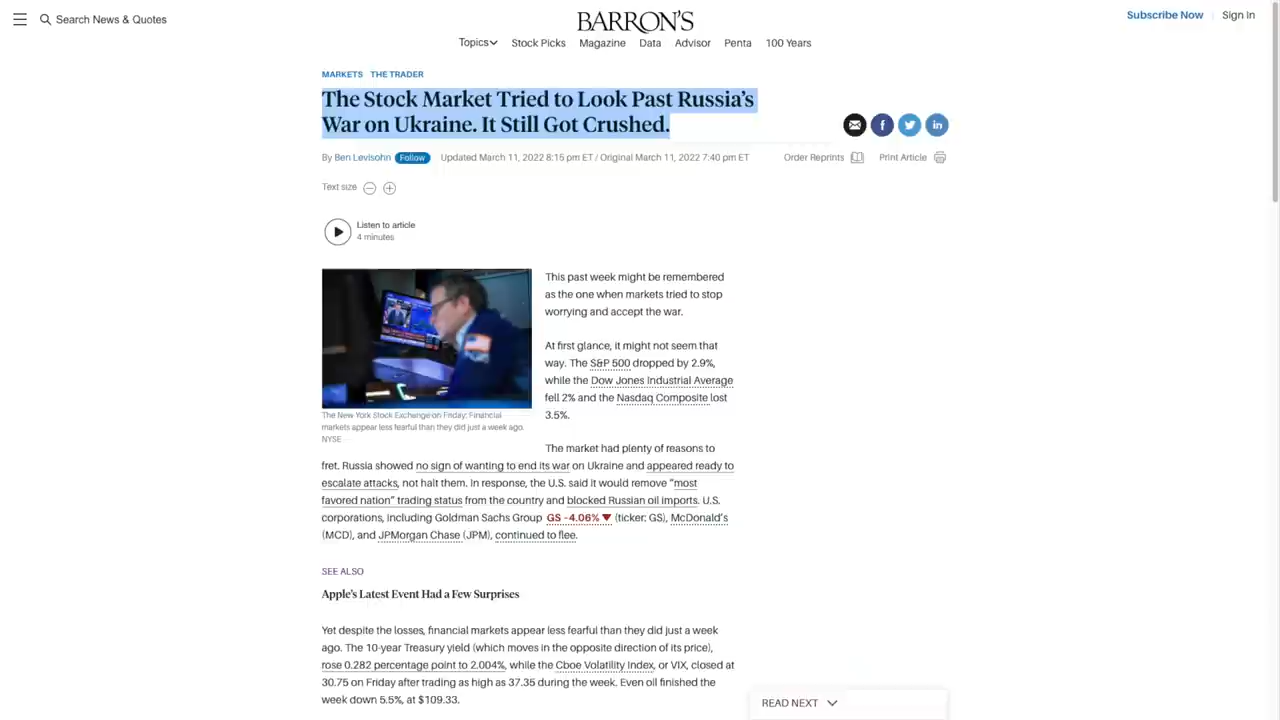 Search News & Quotes
BARRON'S
Subscribe Now
Sign In
Topics
Stock Picks
Magazine
Data
Advisor
Penta
100 Years
MARKETS THE TRADER
The Stock Market Tried to Look Past Russia's
War on Ukraine. It Still Got Crushed.
By Ben Levisohn Follow Updated March 11, 2022 8:15 pm ET / Original March 11, 2022 7:40 pm ET
Order Reprints
Print Article
Text size
Listen to article
4 minutes
The New York Stock Exchange on Friday: Financial
markets appear less fearful than they did just a week ago.
NYSE
This past week might be remembered
as the one when markets tried to stop
worrying and accept the war.
At first glance, it might not seem that
way. The S&P 500 dropped by 2.9%,
while the Dow Jones Industrial Average
fell 2% and the Nasdaq Composite lost
3.5%.
The market had plenty of reasons to
fret. Russia showed no sign of wanting to end its war on Ukraine and appeared ready to
escalate attacks, not halt them. In response, the U.S. said it would remove “most
favored nation” trading status from the country and blocked Russian oil imports. U.S.
corporations, including Goldman Sachs Group GS -4.06% ▼ (ticker: GS), McDonald's
(MCD), and JPMorgan Chase (JPM), continued to flee.
SEE ALSO
Apple's Latest Event Had a Few Surprises
Yet despite the losses, financial markets appear less fearful than they did just a week
ago. The 10-year Treasury yield (which moves in the opposite direction of its price),
rose 0.282 percentage point to 2.004%, while the Cboe Volatility Index, or VIX, closed at
30.75 on Friday after trading as high as 37.35 during the week. Even oil finished the
week down 5.5%, at $109.33.
READ NEXT